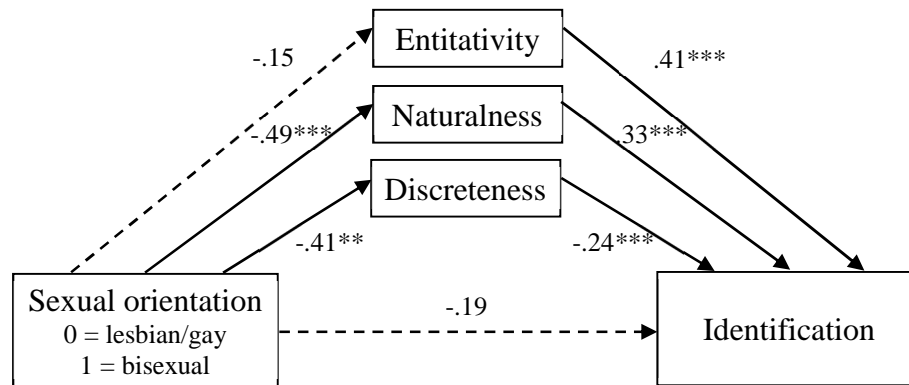 Entitativity
-.15
.41***
Naturalness
-.49***
.33***
Discreteness
-.41**
-.24***
Sexual orientation
0 = lesbian/gay
1 = bisexual
-.19
Identification